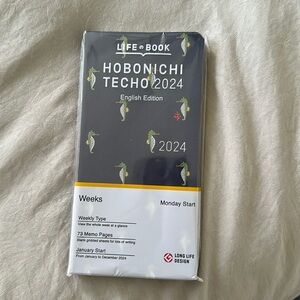 LIFE BOOK
HOBONICHI
TECHO 2024
English Edition
2024
Weeks
Monday Start
Weekly Type
View the whole week at a glance
73 Memo Pages
Blank gridded sheets for lots of writing
January Start
From January to December 2024
LONG LIFE
DESIGN